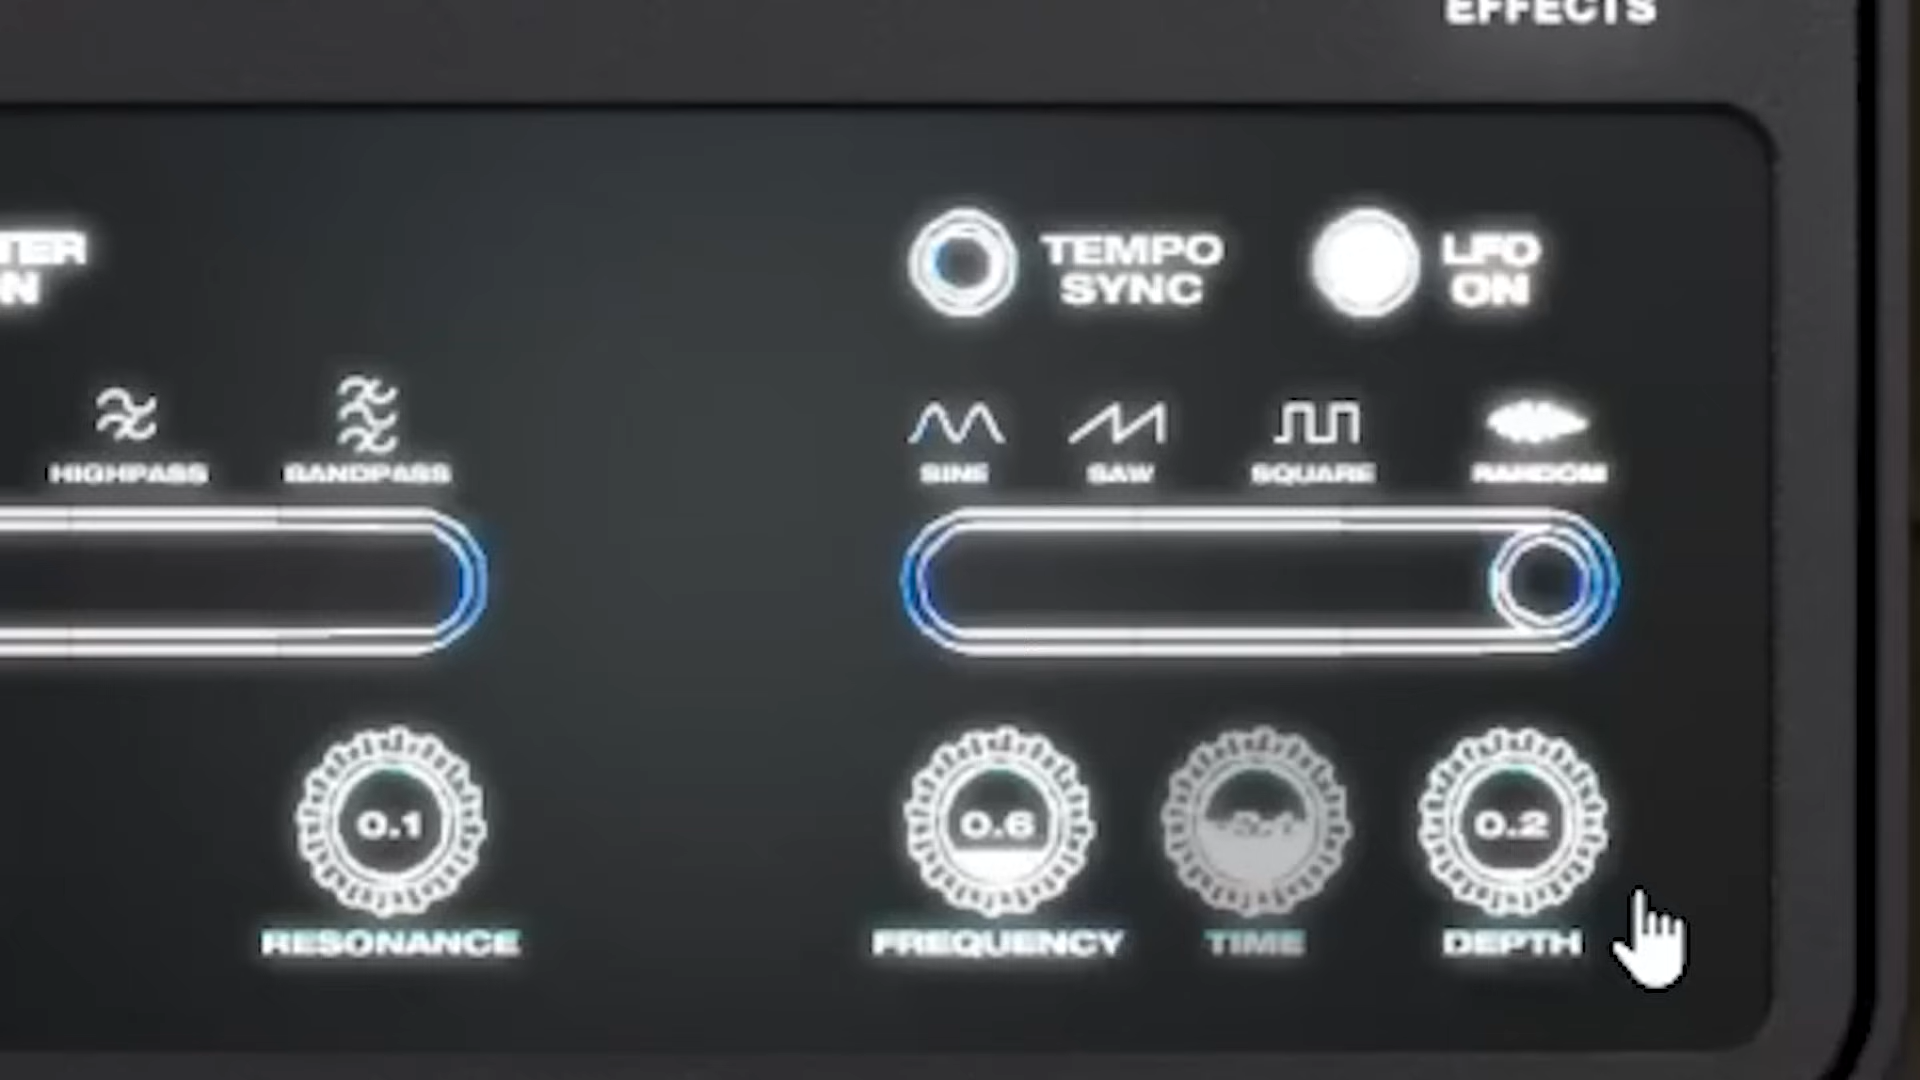 EFFECTS
TER
N
TEMPO
SYNC
LFO
ON
HIGHPASS
BANDPASS
SINE
SAW
SQUARE
RANDOM
0.1
0.6
0.2
RESONANCE
FREQUENCY
TIME
DEPTH